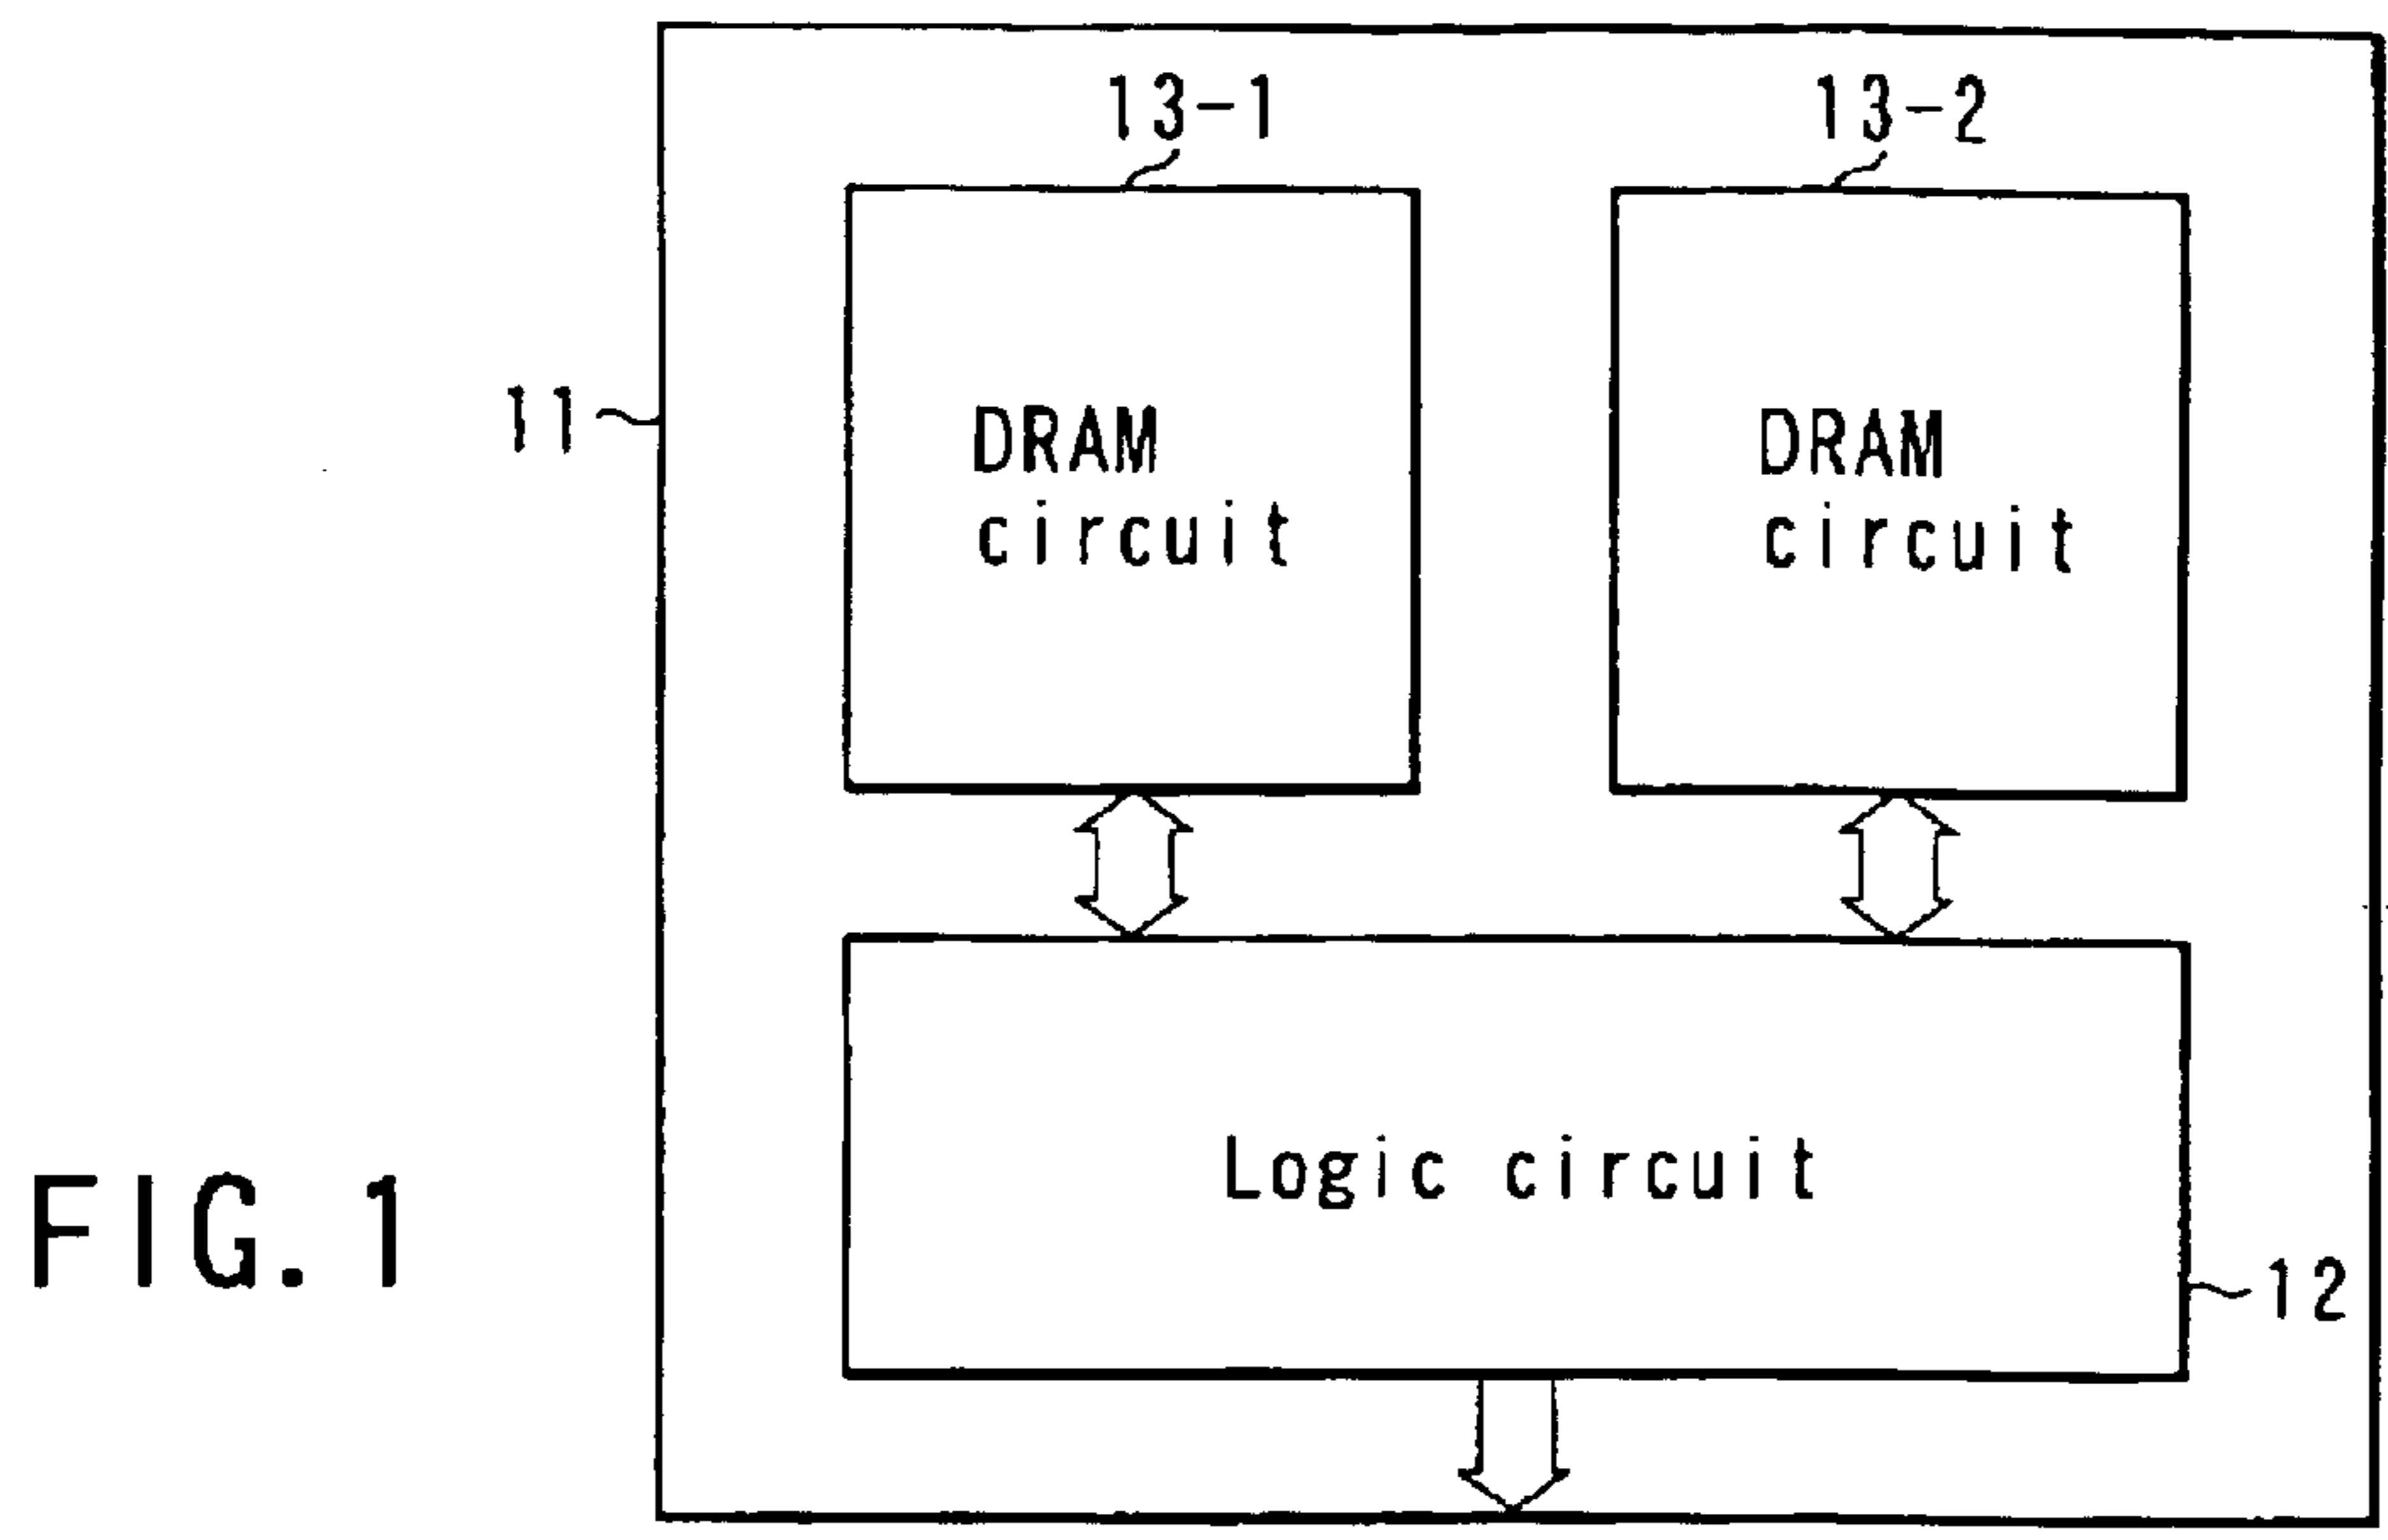 13-1
13-2
11
DRAM
circuit
DRAM
circuit
Logic circuit
12
FIG. 1